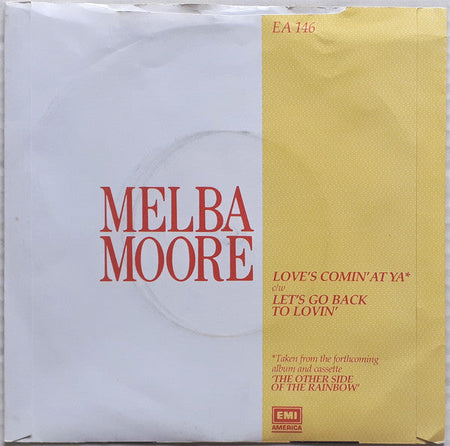 EA 146
MELBA
MOORE
LOVE'S COMIN' AT YA*
c/w
LET'S GO BACK
TO LOVIN'
*Taken from the forthcoming
album and cassette
'THE OTHER SIDE
OF THE RAINBOW'
EMI
AMERICA